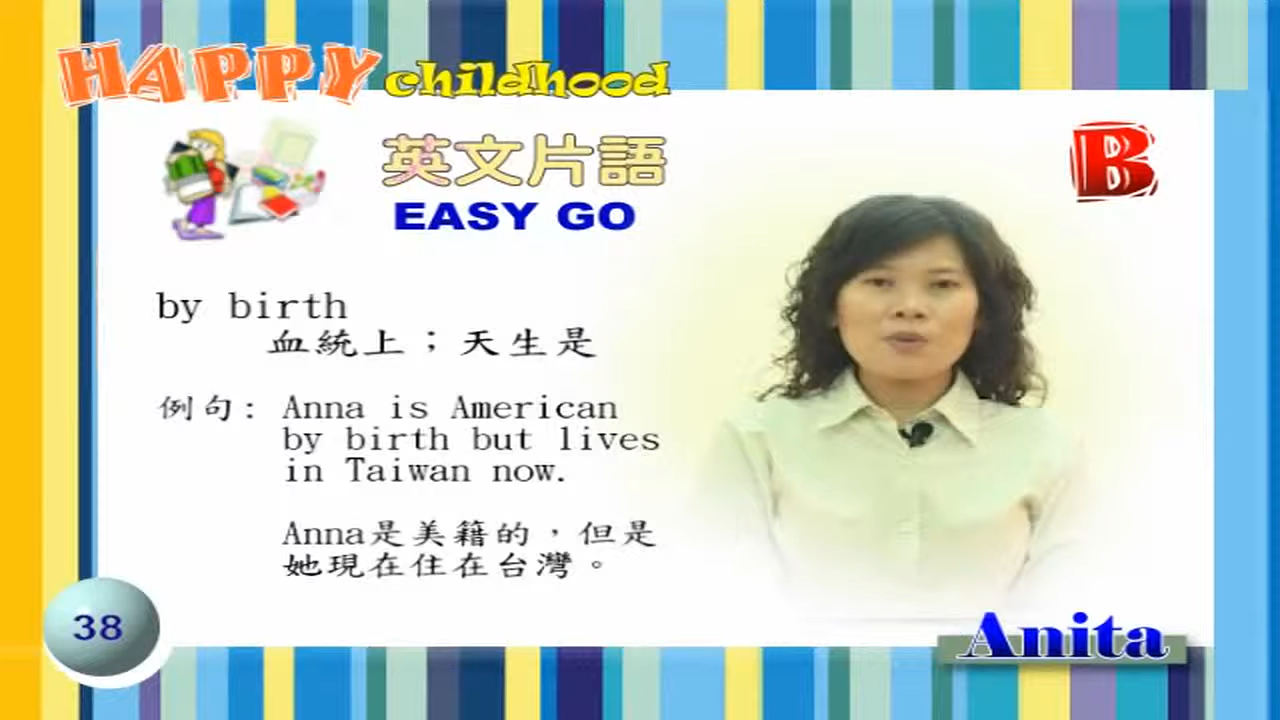 HAPPY childhood
英文片語
EASY GO
B
by birth
血統上；天生是
例句: Anna is American
by birth but lives
in Taiwan now.
Anna是美籍的，但是
她現在住在台灣。
38
Anita